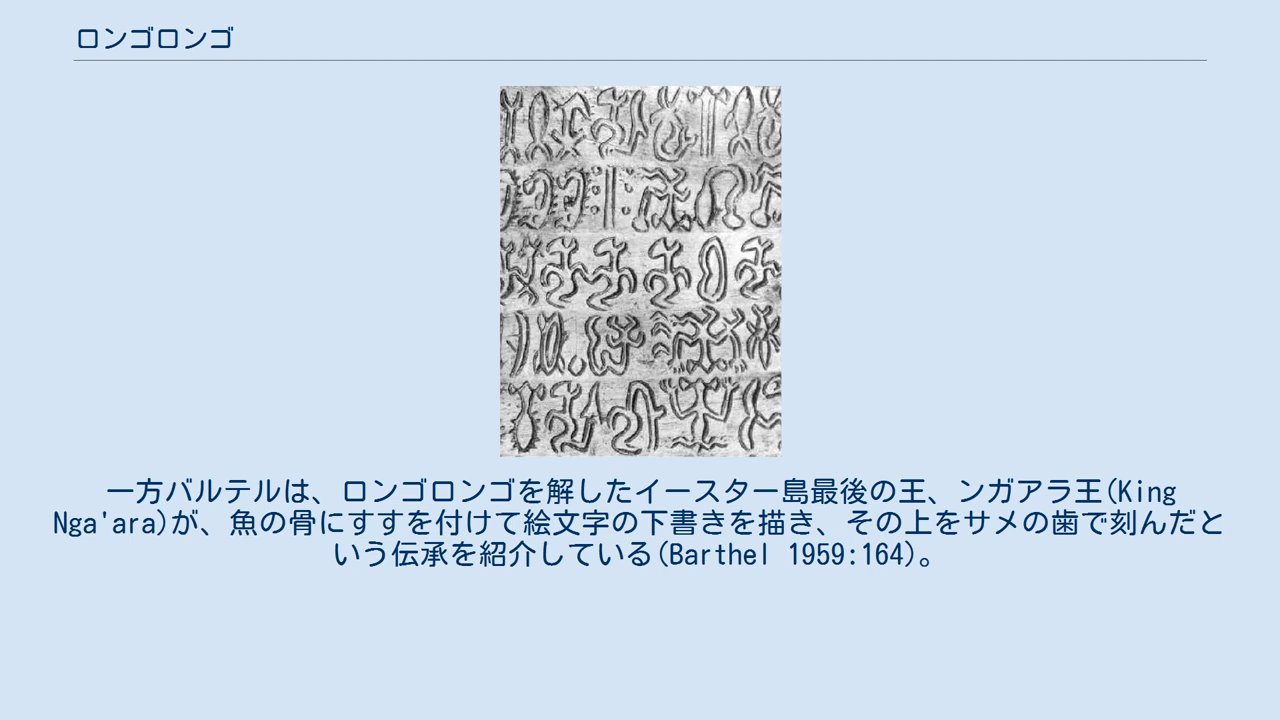 ロンゴロンゴ
一方バルテルは、ロンゴロンゴを解したイースター島最後の王、ンガアラ王(King
Nga'ara)が、魚の骨にすすを付けて絵文字の下書きを描き、その上をサメの歯で刻んだと
いう伝承を紹介している(Barthel 1959:164)。